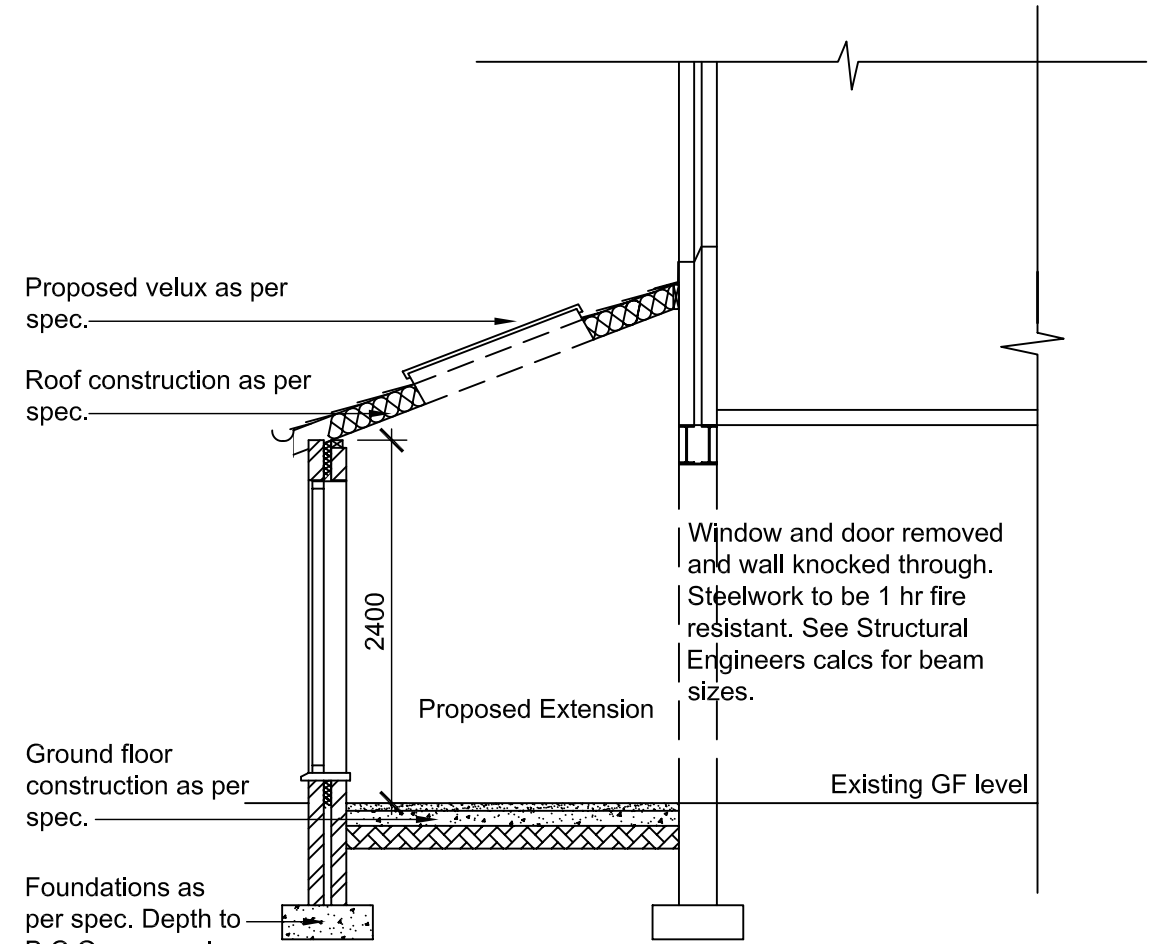 Proposed velux as per
spec.
Roof construction as per
spec.
2400
Window and door removed
and wall knocked through.
Steelwork to be 1 hr fire
resistant. See Structural
Engineers calcs for beam
sizes.
Proposed Extension
Existing GF level
Ground floor
construction as per
spec.
Foundations as
per spec. Depth to